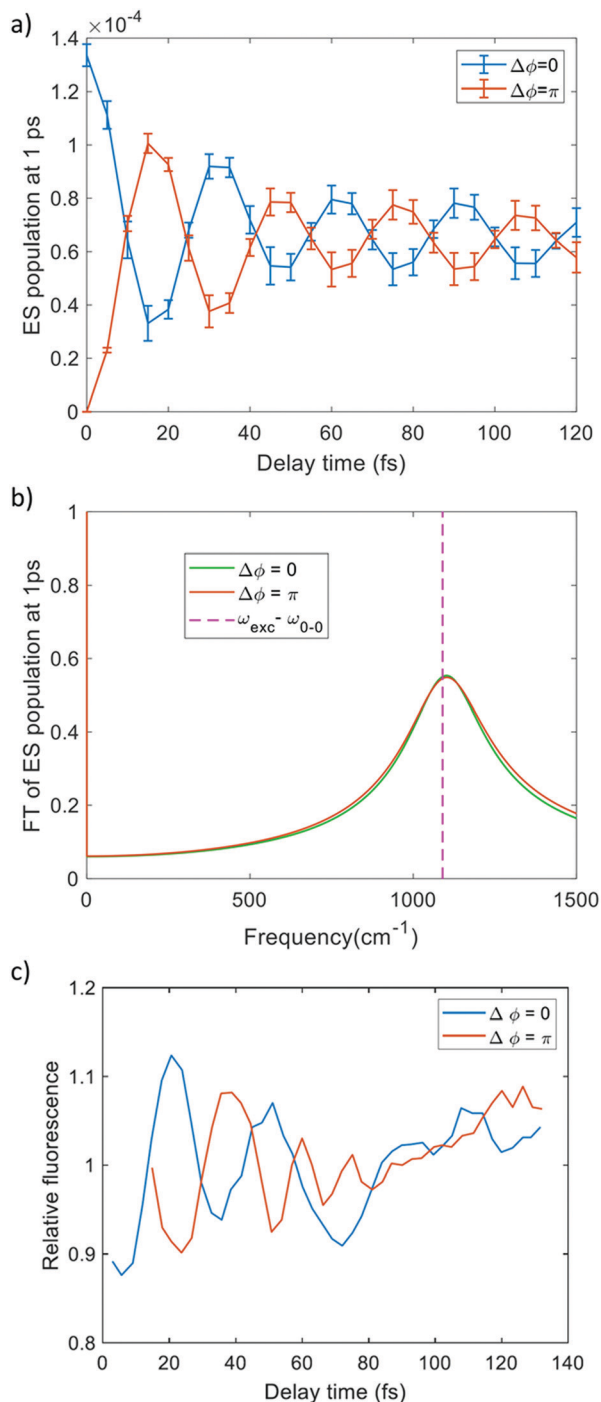 a)
×10⁻⁴
1.4
1.2
1
0.8
0.6
0.4
0.2
0
ES population at 1 ps
Δϕ=0
Δϕ=π
0 20 40 60 80 100 120
Delay time (fs)
b)
1
0.8
0.6
0.4
0.2
0
FT of ES population at 1ps
Δϕ = 0
Δϕ = π
ω_exc- ω_0-0
0 500 1000 1500
Frequency(cm⁻¹)
c)
1.2
1.1
1
0.9
0.8
Relative fluorescence
Δ ϕ = 0
Δ ϕ = π
0 20 40 60 80 100 120 140
Delay time (fs)